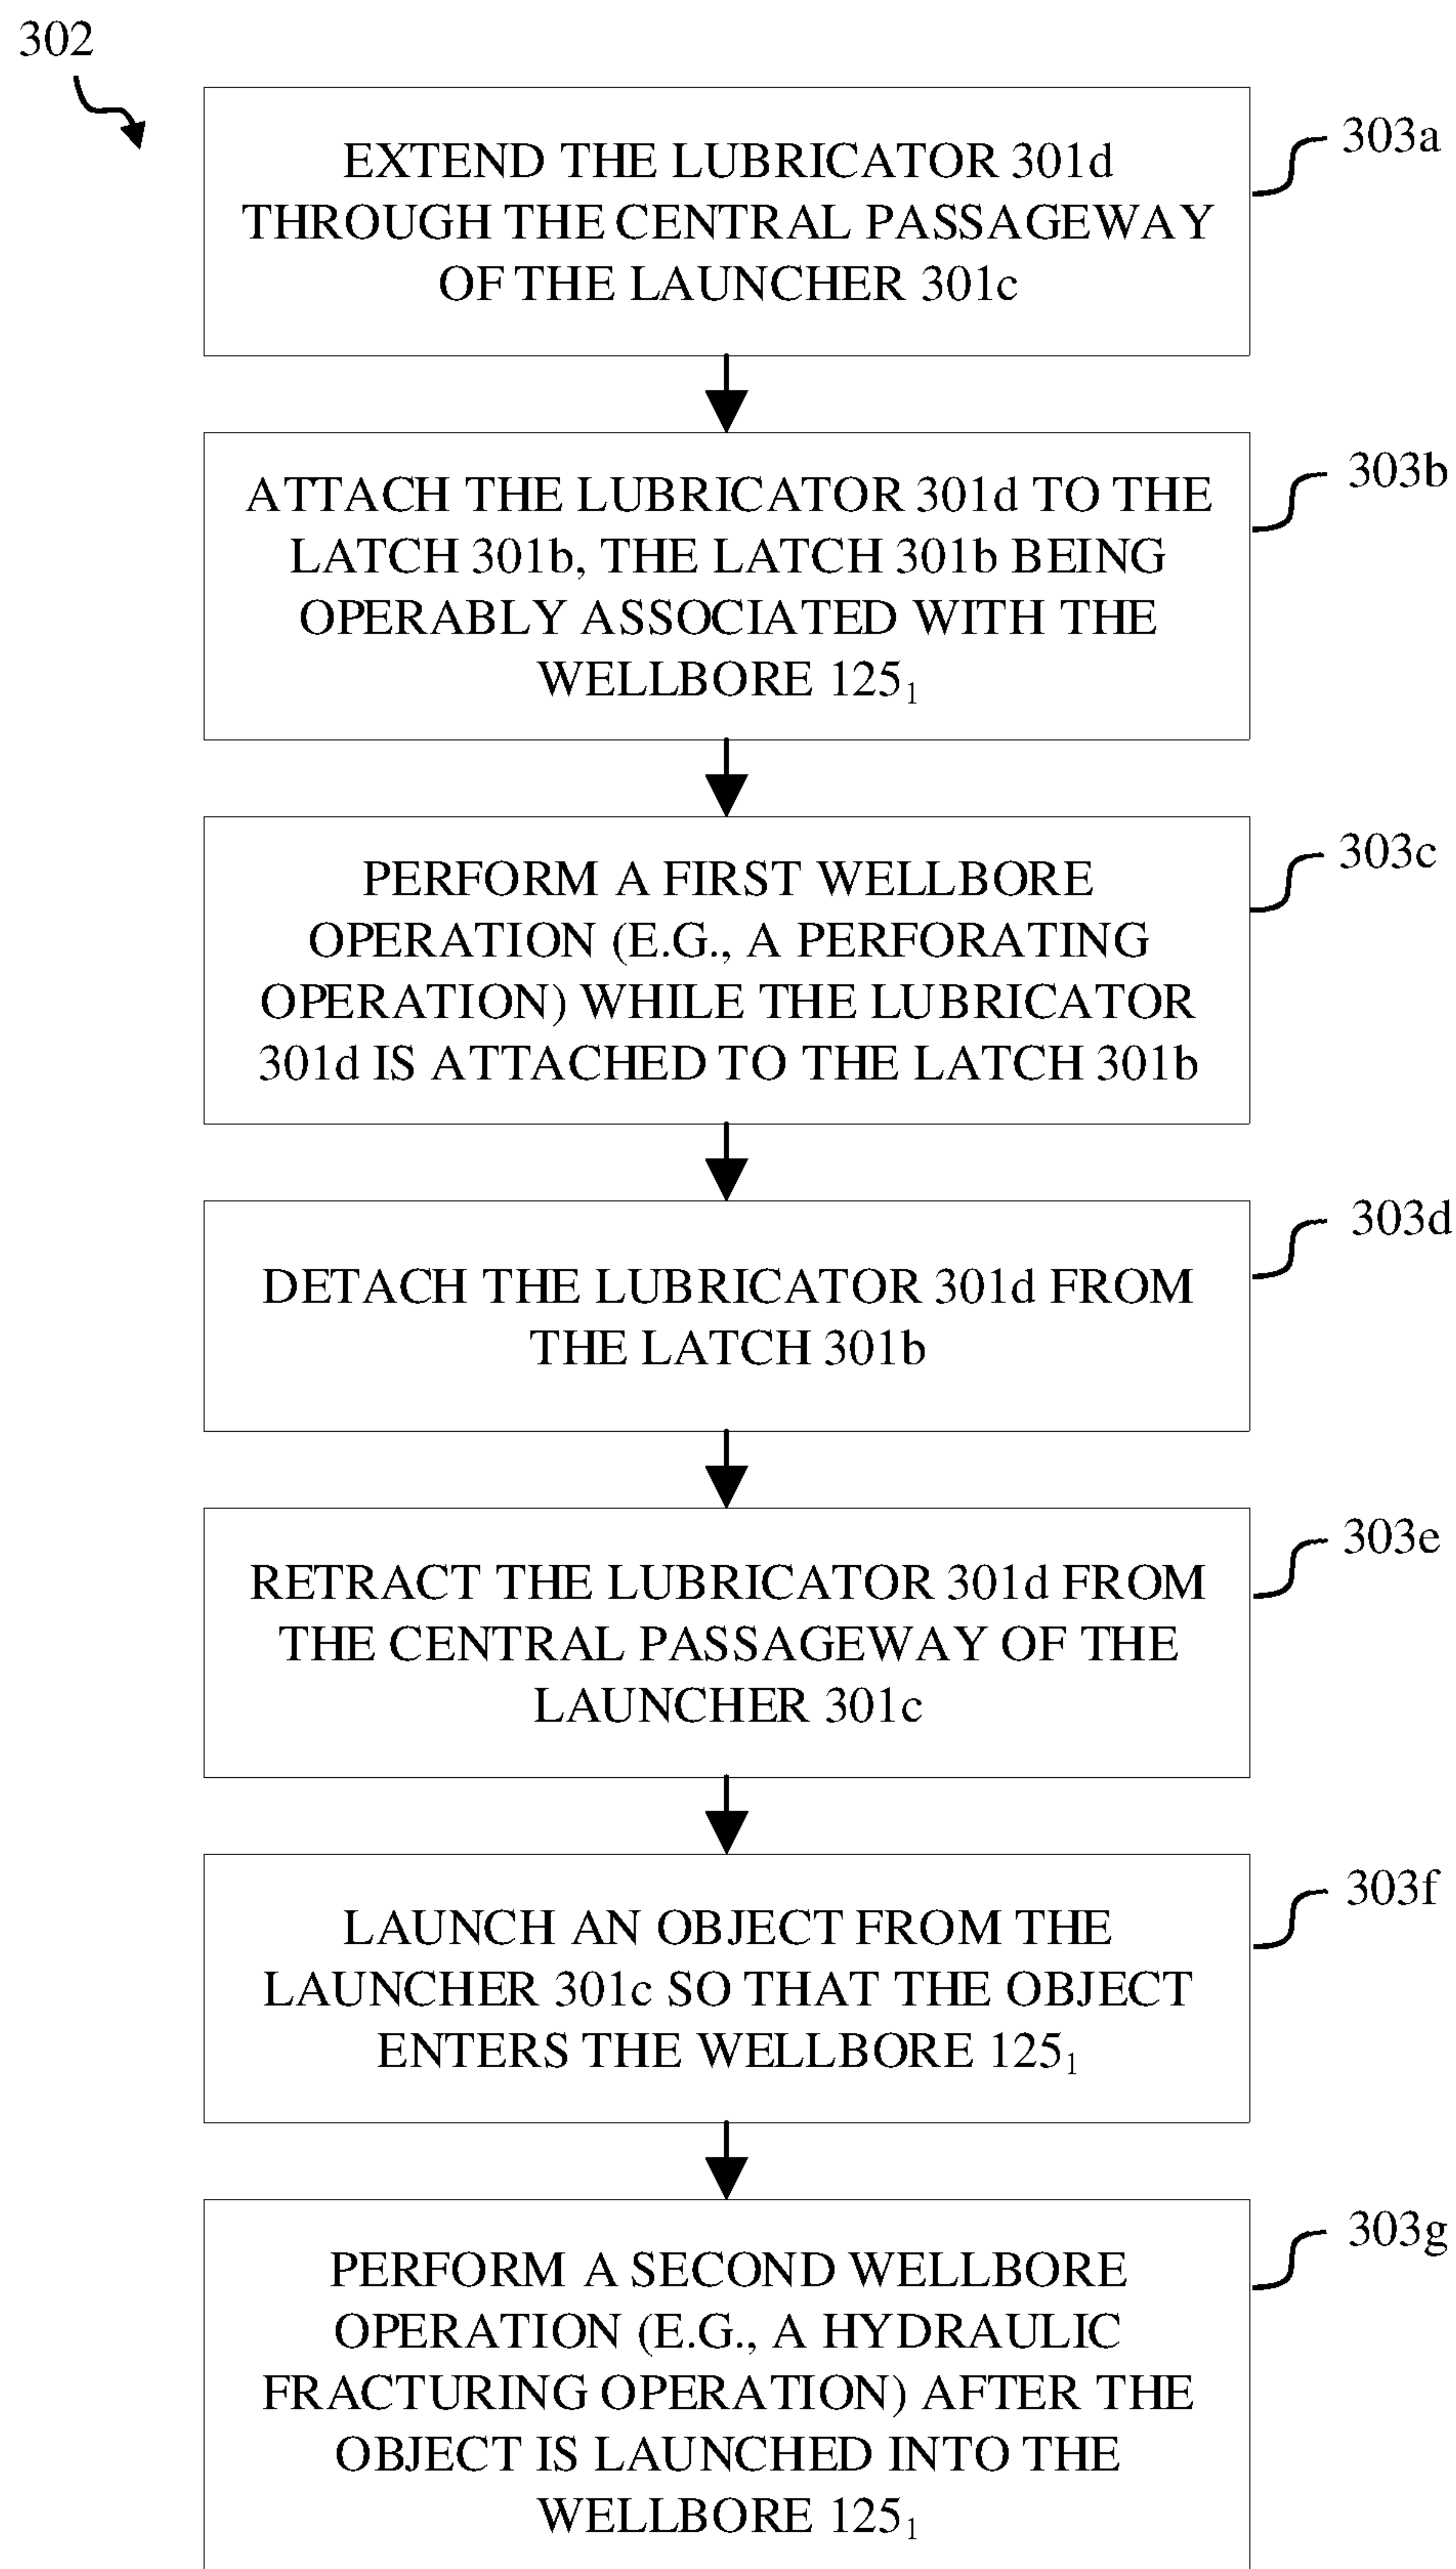 302
EXTEND THE LUBRICATOR 301d
THROUGH THE CENTRAL PASSAGEWAY
OF THE LAUNCHER 301c
303a
ATTACH THE LUBRICATOR 301d TO THE
LATCH 301b, THE LATCH 301b BEING
OPERABLY ASSOCIATED WITH THE
WELLBORE 125₁
303b
PERFORM A FIRST WELLBORE
OPERATION (E.G., A PERFORATING
OPERATION) WHILE THE LUBRICATOR
301d IS ATTACHED TO THE LATCH 301b
303c
DETACH THE LUBRICATOR 301d FROM
THE LATCH 301b
303d
RETRACT THE LUBRICATOR 301d FROM
THE CENTRAL PASSAGEWAY OF THE
LAUNCHER 301c
303e
LAUNCH AN OBJECT FROM THE
LAUNCHER 301c SO THAT THE OBJECT
ENTERS THE WELLBORE 125₁
303f
PERFORM A SECOND WELLBORE
OPERATION (E.G., A HYDRAULIC
FRACTURING OPERATION) AFTER THE
OBJECT IS LAUNCHED INTO THE
WELLBORE 125₁
303g